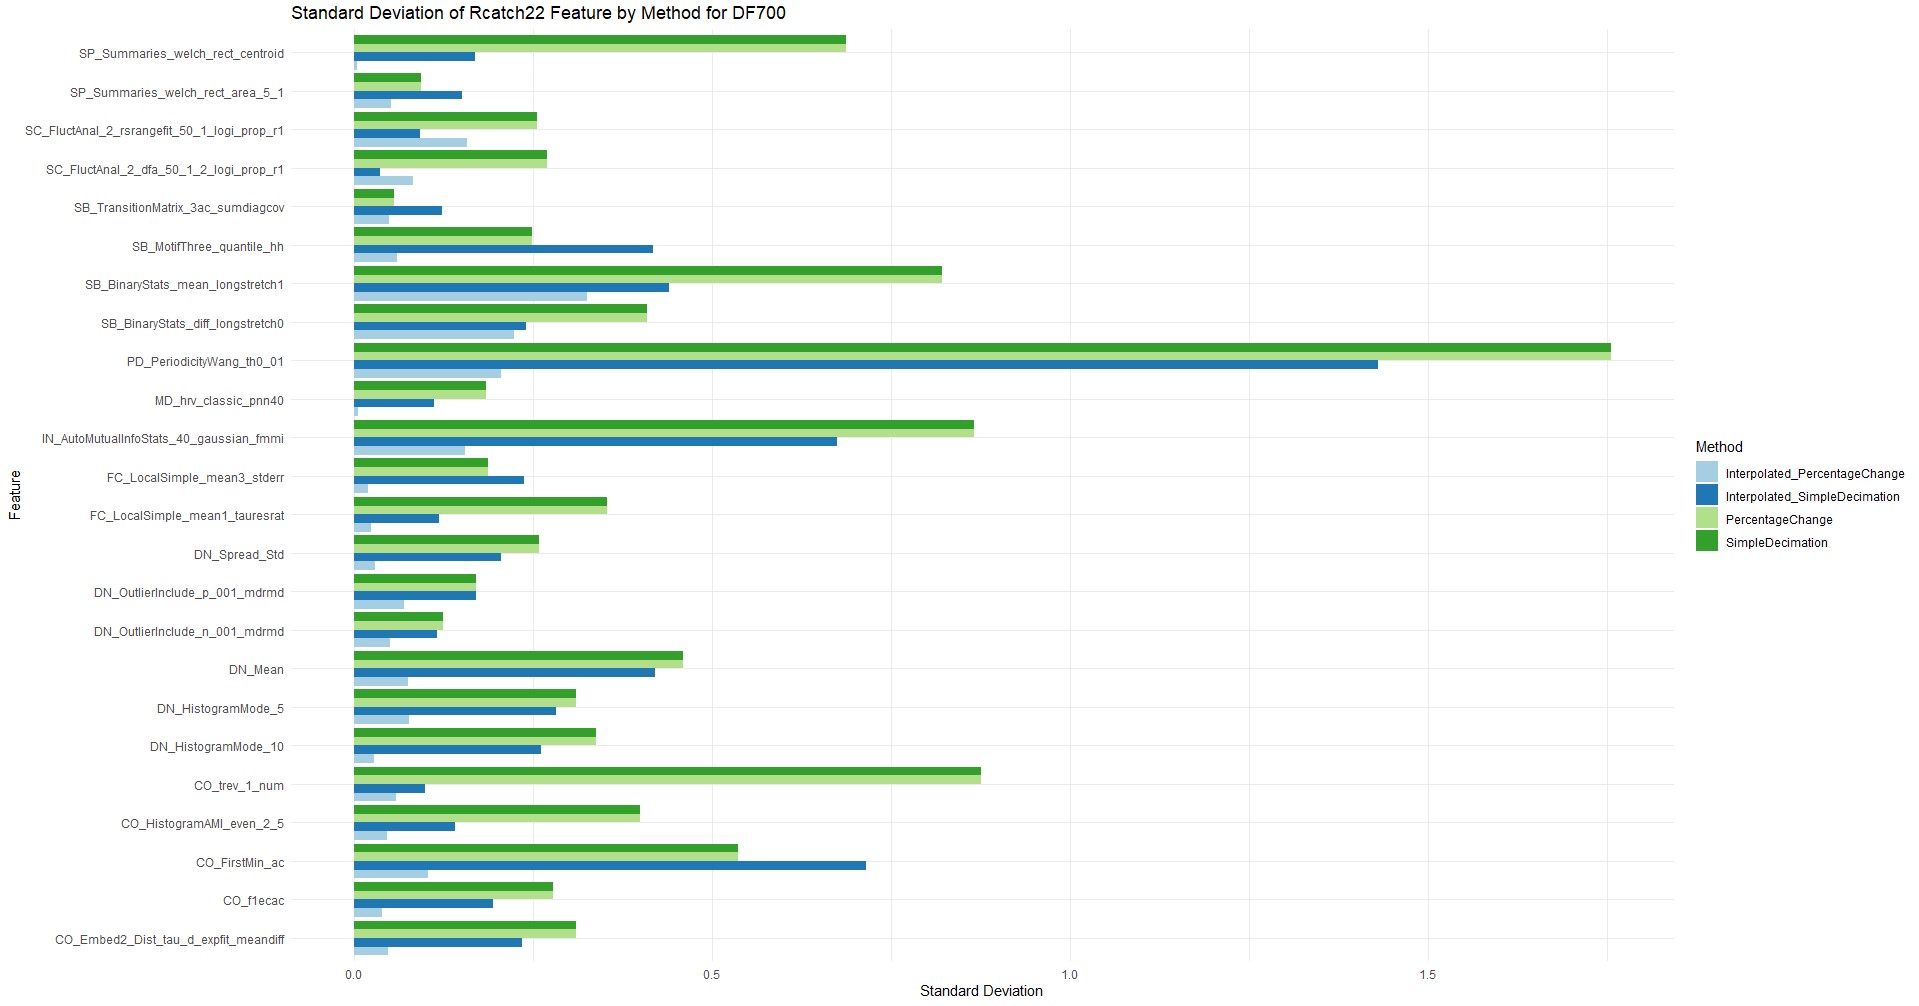 Standard Deviation of Rcatch22 Feature by Method for DF700
SP_Summaries_welch_rect_centroid
SP_Summaries_welch_rect_area_5_1
SC_FluctAnal_2_rsrangefit_50_1_logi_prop_r1
SC_FluctAnal_2_dfa_50_1_2_logi_prop_r1
SB_TransitionMatrix_3ac_sumdiagcov
SB_MotifThree_quantile_hh
SB_BinaryStats_mean_longstretch1
SB_BinaryStats_diff_longstretch0
PD_PeriodicityWang_th0_01
MD_hrv_classic_pnn40
IN_AutoMutualInfoStats_40_gaussian_fmmi
FC_LocalSimple_mean3_stderr
FC_LocalSimple_mean1_tauresrat
DN_Spread_Std
DN_OutlierInclude_p_001_mdrmd
DN_OutlierInclude_n_001_mdrmd
DN_Mean
DN_HistogramMode_5
DN_HistogramMode_10
CO_trev_1_num
CO_HistogramAMI_even_2_5
CO_FirstMin_ac
CO_f1ecac
CO_Embed2_Dist_tau_d_expfit_meandiff
Feature
0.0 0.5 1.0 1.5
Standard Deviation
Method
Interpolated_PercentageChange
Interpolated_SimpleDecimation
PercentageChange
SimpleDecimation